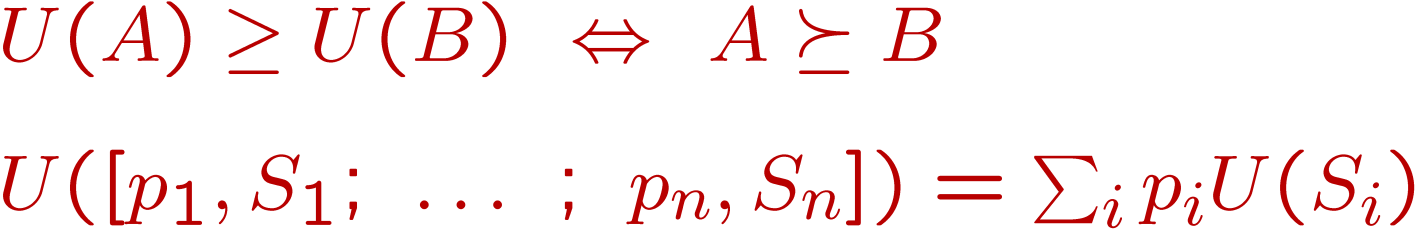 U(A) ≥ U(B) ⇔ A ⪰ B
U([p₁, S₁; … ; pₙ, Sₙ]) = ∑ᵢ pᵢU(Sᵢ)